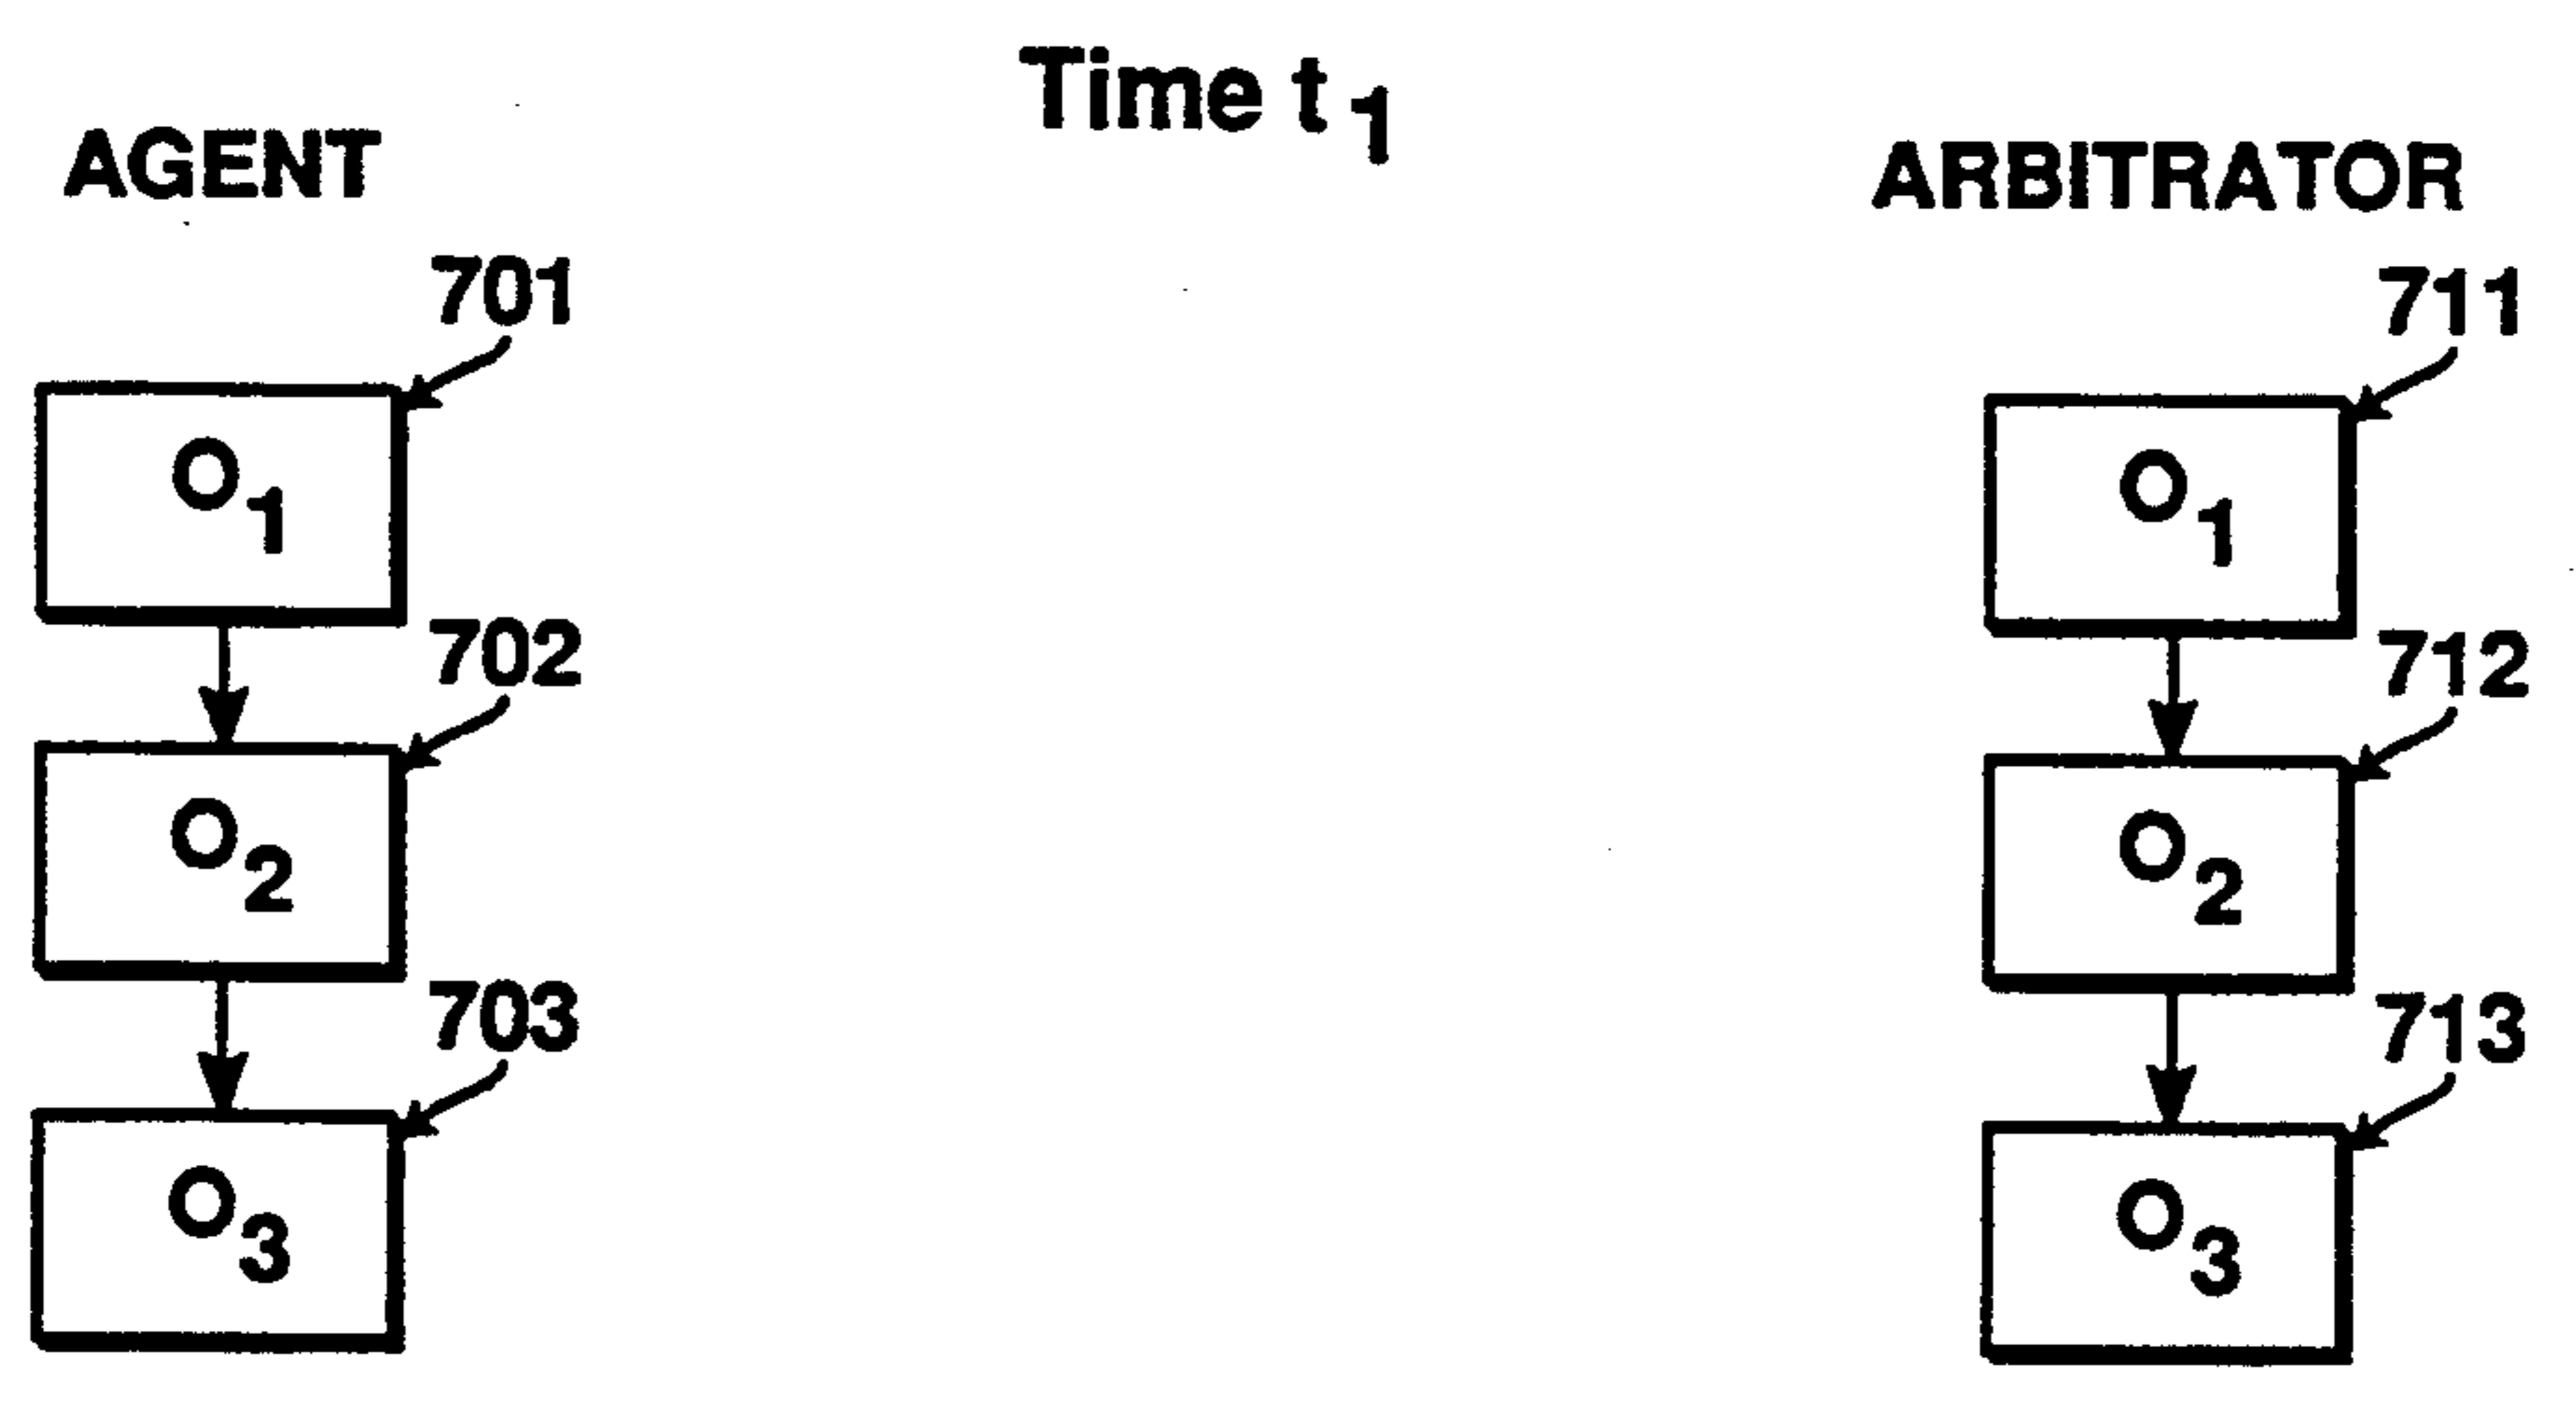 Time t1
AGENT
ARBITRATOR
701
O1
702
O2
703
O3
711
O1
712
O2
713
O3